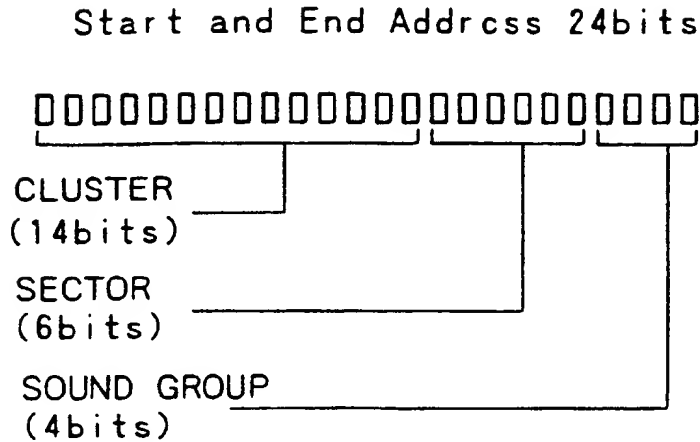 Start and End Addrcss 24bits
CLUSTER
(14bits)
SECTOR
(6bits)
SOUND GROUP
(4bits)